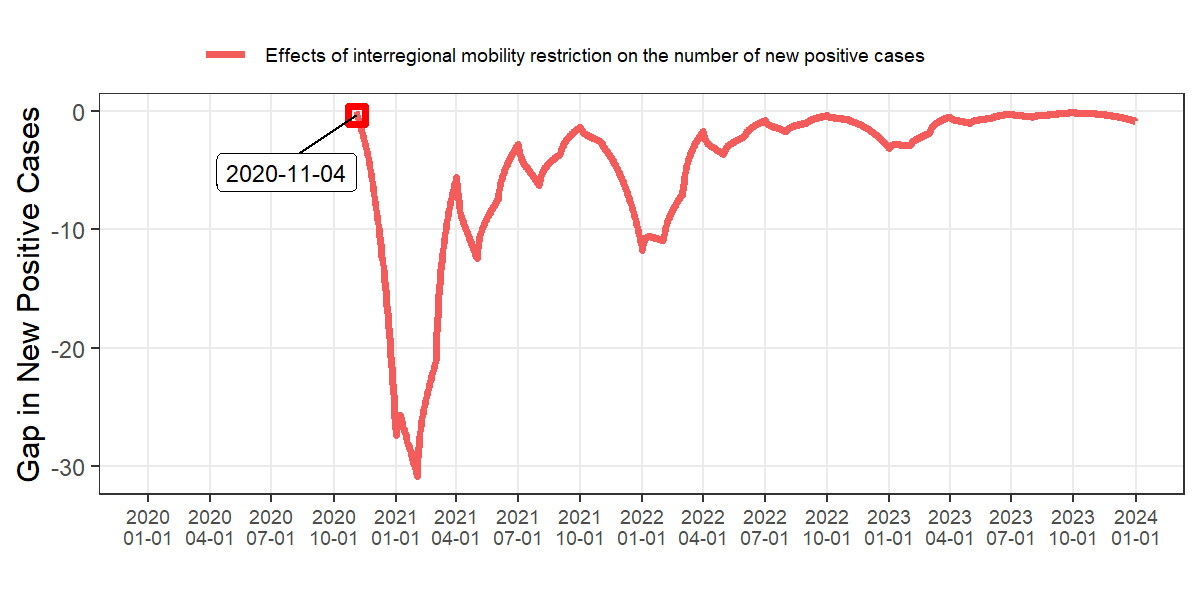 Effects of interregional mobility restriction on the number of new positive cases
Gap in New Positive Cases
0
-10
-20
-30
2020-11-04
2020 2020 2020 2020 2021 2021 2021 2021 2022 2022 2022 2022 2023 2023 2023 2023 2024
01-01 04-01 07-01 10-01 01-01 04-01 07-01 10-01 01-01 04-01 07-01 10-01 01-01 04-01 07-01 10-01 01-01